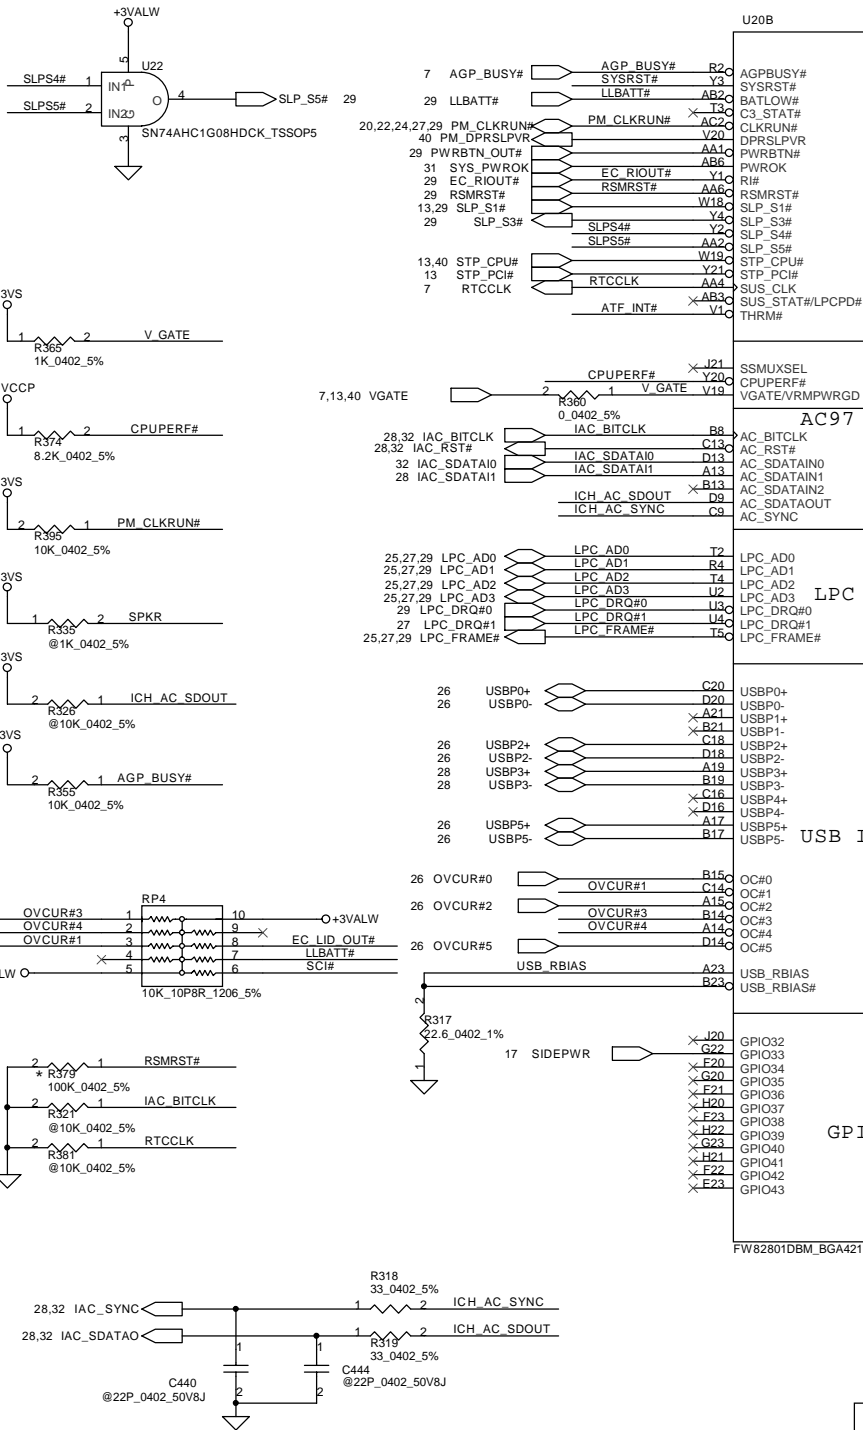 +3VALW
5
U22
SLPS4# 1 IN1 P
SLPS5# 2 IN2 G
O 4 SLP_S5# 29
3
SN74AHC1G08HDCK_TSSOP5
3VS
1 2 V_GATE
R365
1K_0402_5%
VCCP
1 2 CPUPERF#
R374
8.2K_0402_5%
3VS
2 1 PM_CLKRUN#
R395
10K_0402_5%
3VS
1 2 SPKR
R335
@1K_0402_5%
3VS
2 1 ICH_AC_SDOUT
R326
@10K_0402_5%
3VS
2 1 AGP_BUSY#
R355
10K_0402_5%
RP4
OVCUR#3 1 10 +3VALW
OVCUR#4 2 9
OVCUR#1 3 8 EC_LID_OUT#
4 7 LLBATT#
LW 5 6 SCI#
10K_10P8R_1206_5%
2 1 RSMRST#
* R379
100K_0402_5%
2 1 IAC_BITCLK
R321
@10K_0402_5%
2 1 RTCCLK
R381
@10K_0402_5%
U20B
7 AGP_BUSY# AGP_BUSY# R2 AGPBUSY#
SYSRST# Y3 SYSRST#
29 LLBATT# LLBATT# AB2 BATLOW#
T3 C3_STAT#
20,22,24,27,29 PM_CLKRUN# PM_CLKRUN# AC2 CLKRUN#
40 PM_DPRSLPVR V20 DPRSLPVR
29 PWRBTN_OUT# AA1 PWRBTN#
31 SYS_PWROK AB6 PWROK
29 EC_RIOUT# EC_RIOUT# Y1 RI#
29 RSMRST# RSMRST# AA6 RSMRST#
13,29 SLP_S1# W18 SLP_S1#
29 SLP_S3# Y4 SLP_S3#
SLPS4# Y2 SLP_S4#
SLPS5# AA2 SLP_S5#
13,40 STP_CPU# W19 STP_CPU#
13 STP_PCI# Y21 STP_PCI#
7 RTCCLK RTCCLK AA4 SUS_CLK
AB3 SUS_STAT#/LPCPD#
ATF_INT# V1 THRM#
J21 SSMUXSEL
CPUPERF# Y20 CPUPERF#
7,13,40 VGATE 2 1 V_GATE V19 VGATE/VRMPWRGD
R360
0_0402_5%
AC97
28,32 IAC_BITCLK IAC_BITCLK B8 AC_BITCLK
28,32 IAC_RST# C13 AC_RST#
32 IAC_SDATAI0 IAC_SDATAI0 D13 AC_SDATAIN0
28 IAC_SDATAI1 IAC_SDATAI1 A13 AC_SDATAIN1
B13 AC_SDATAIN2
ICH_AC_SDOUT D9 AC_SDATAOUT
ICH_AC_SYNC C9 AC_SYNC
25,27,29 LPC_AD0 LPC_AD0 T2 LPC_AD0
25,27,29 LPC_AD1 LPC_AD1 R4 LPC_AD1
25,27,29 LPC_AD2 LPC_AD2 T4 LPC_AD2
25,27,29 LPC_AD3 LPC_AD3 U2 LPC_AD3
LPC
29 LPC_DRQ#0 LPC_DRQ#0 U3 LPC_DRQ#0
27 LPC_DRQ#1 LPC_DRQ#1 U4 LPC_DRQ#1
25,27,29 LPC_FRAME# LPC_FRAME# T5 LPC_FRAME#
26 USBP0+ C20 USBP0+
26 USBP0- D20 USBP0-
A21 USBP1+
B21 USBP1-
26 USBP2+ C18 USBP2+
26 USBP2- D18 USBP2-
28 USBP3+ A19 USBP3+
28 USBP3- B19 USBP3-
C16 USBP4+
D16 USBP4-
26 USBP5+ A17 USBP5+
26 USBP5- B17 USBP5-
USB I
26 OVCUR#0 B15 OC#0
OVCUR#1 C14 OC#1
26 OVCUR#2 A15 OC#2
OVCUR#3 B14 OC#3
OVCUR#4 A14 OC#4
26 OVCUR#5 D14 OC#5
USB_RBIAS A23 USB_RBIAS
B23 USB_RBIAS#
2
R317
22.6_0402_1%
1
J20 GPIO32
17 SIDEPWR G22 GPIO33
F20 GPIO34
G20 GPIO35
F21 GPIO36
H20 GPIO37
F23 GPIO38
H22 GPIO39
G23 GPIO40
H21 GPIO41
F22 GPIO42
E23 GPIO43
GPI
FW82801DBM_BGA421
R318
33_0402_5%
28,32 IAC_SYNC 1 2 ICH_AC_SYNC
28,32 IAC_SDATAO 1 2 ICH_AC_SDOUT
R319
33_0402_5%
1 1
C440
@22P_0402_50V8J
C444
@22P_0402_50V8J
2 2